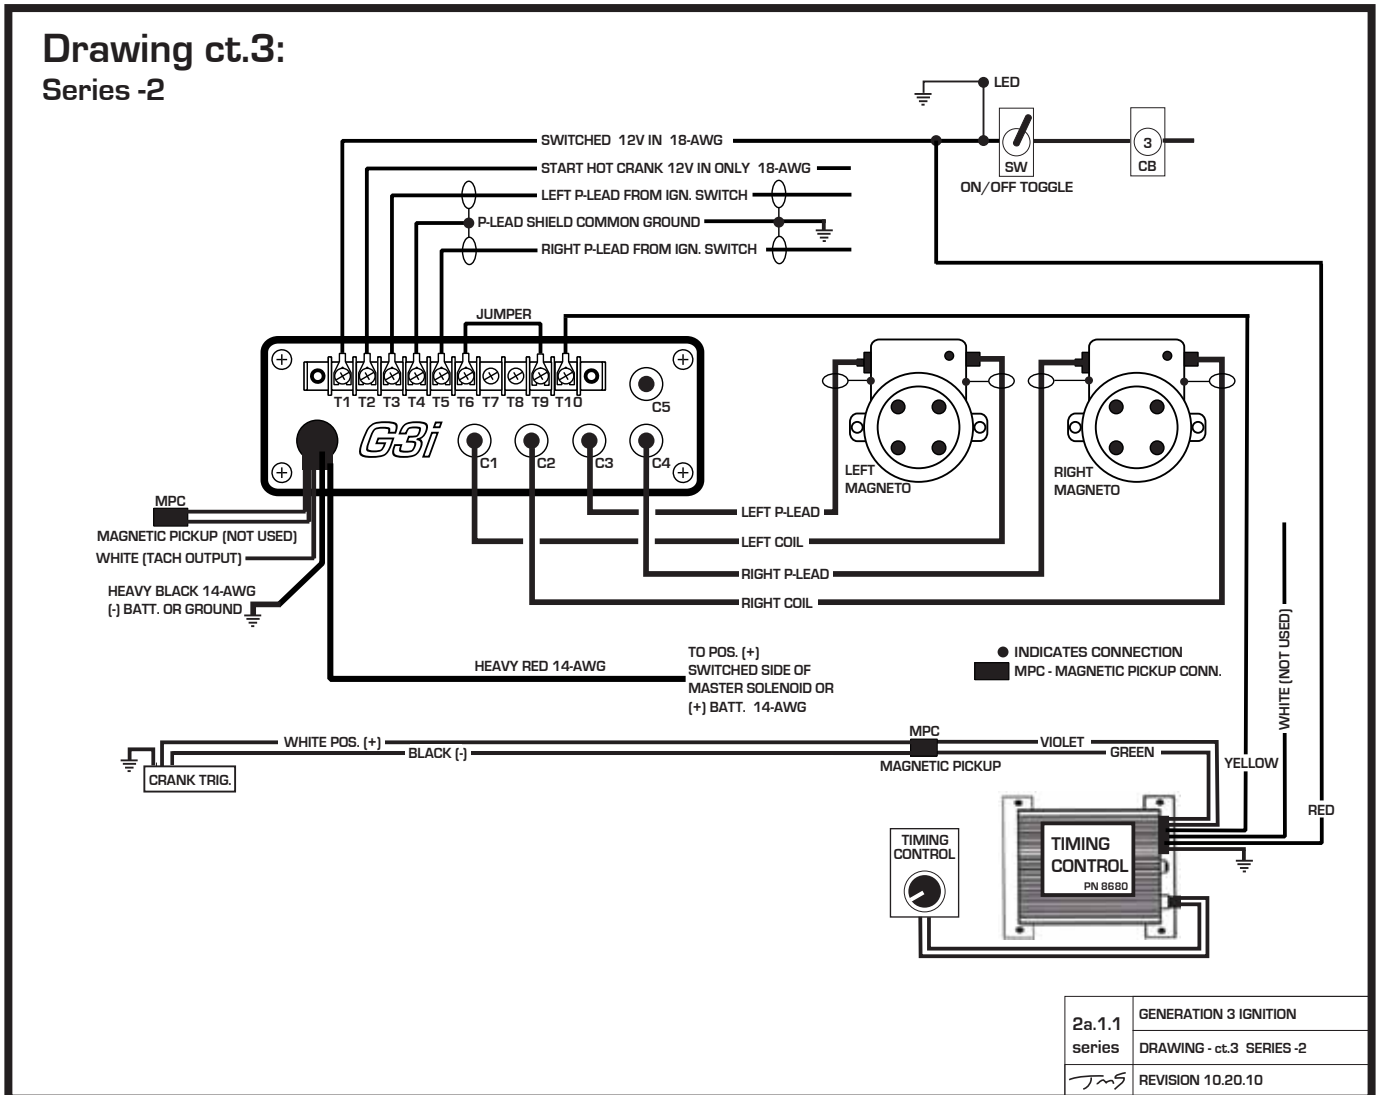 Drawing ct.3:
Series -2
LED
SWITCHED 12V IN 18-AWG
START HOT CRANK 12V IN ONLY 18-AWG
LEFT P-LEAD FROM IGN. SWITCH
P-LEAD SHIELD COMMON GROUND
RIGHT P-LEAD FROM IGN. SWITCH
SW
ON/OFF TOGGLE
3
CB
JUMPER
T1 T2 T3 T4 T5 T6 T7 T8 T9 T10
C5
G3i
C1 C2 C3 C4
LEFT
MAGNETO
RIGHT
MAGNETO
MPC
MAGNETIC PICKUP (NOT USED)
WHITE (TACH OUTPUT)
HEAVY BLACK 14-AWG
(-) BATT. OR GROUND
LEFT P-LEAD
LEFT COIL
RIGHT P-LEAD
RIGHT COIL
HEAVY RED 14-AWG
TO POS. (+)
SWITCHED SIDE OF
MASTER SOLENOID OR
(+) BATT. 14-AWG
INDICATES CONNECTION
MPC - MAGNETIC PICKUP CONN.
WHITE (NOT USED)
WHITE POS. (+)
BLACK (-)
MPC
MAGNETIC PICKUP
VIOLET
GREEN
YELLOW
RED
CRANK TRIG.
TIMING
CONTROL
TIMING
CONTROL
PN 8680
2a.1.1
series
GENERATION 3 IGNITION
DRAWING - ct.3 SERIES -2
JMS
REVISION 10.20.10